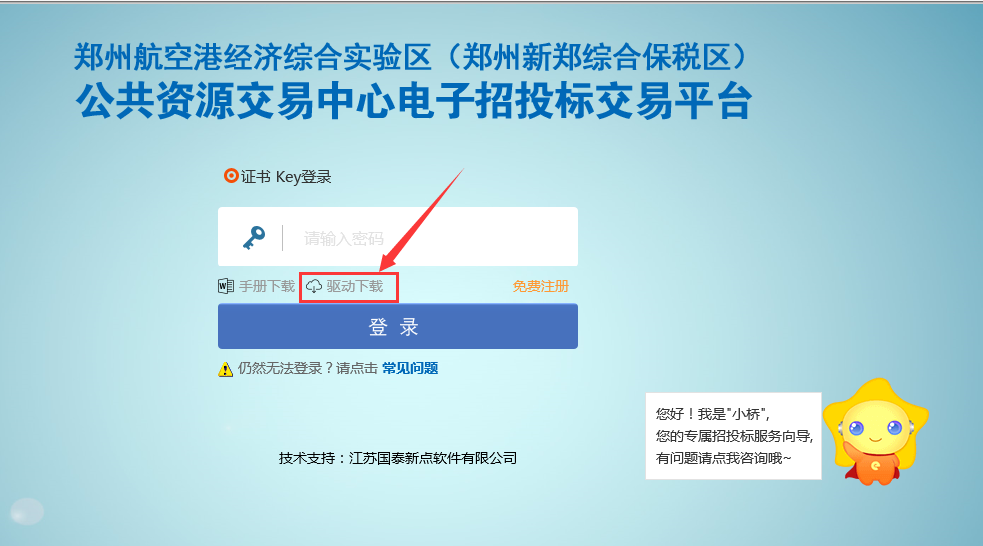 郑州航空港经济综合实验区（郑州新郑综合保税区）
公共资源交易中心电子招投标交易平台
证书 Key登录
请输入密码
手册下载 驱动下载 免费注册
登 录
仍然无法登录？请点击 常见问题
您好！我是"小桥",
您的专属招投标服务向导,
有问题请点我咨询哦~
技术支持：江苏国泰新点软件有限公司